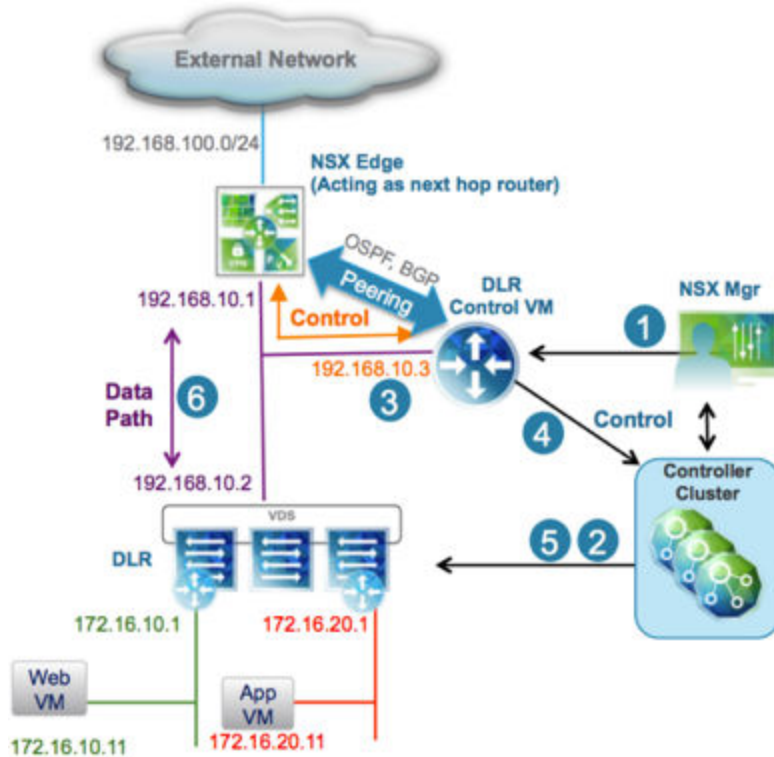 External Network
192.168.100.0/24
NSX Edge
(Acting as next hop router)
OSPF, BGP
Peering
DLR
Control VM
NSX Mgr
192.168.10.1
Control
1
192.168.10.3
3
Data
Path
6
4
Control
192.168.10.2
Controller
Cluster
VDS
DLR
5 2
172.16.10.1
172.16.20.1
Web
VM
App
VM
172.16.10.11
172.16.20.11